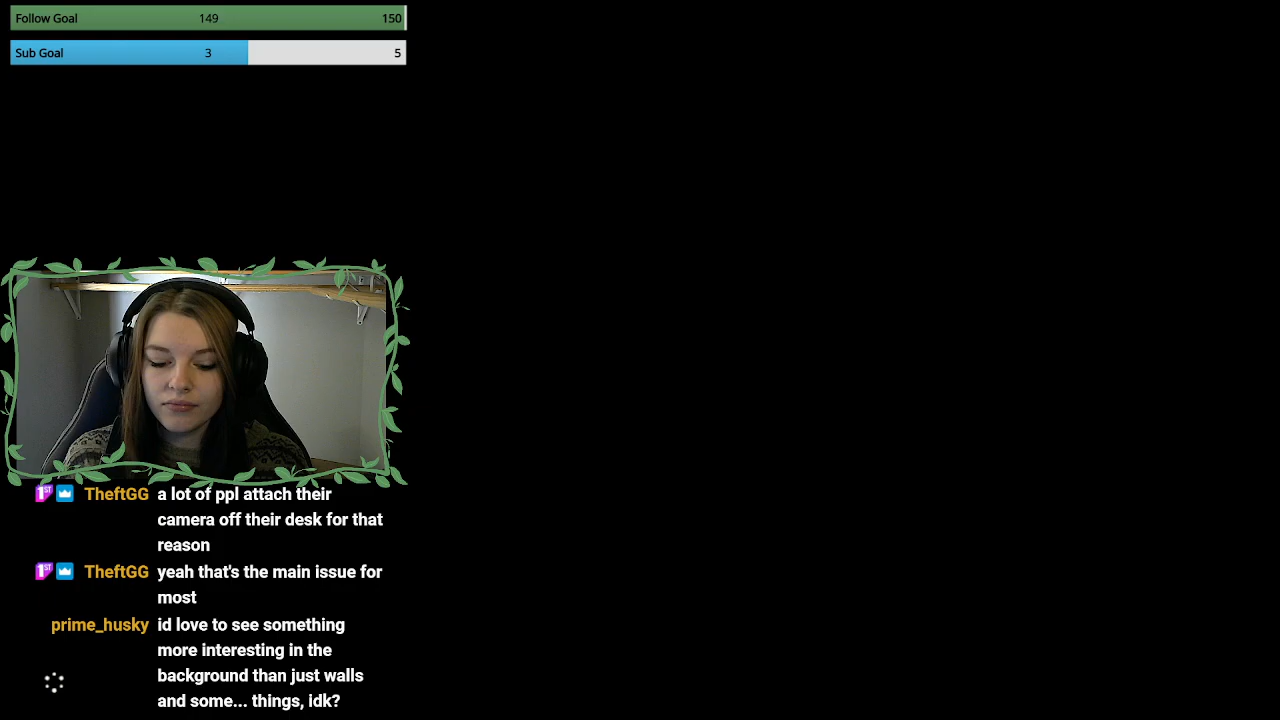 Follow Goal 149 150
Sub Goal 3 5
1ST TheftGG a lot of ppl attach their
camera off their desk for that
reason
1ST TheftGG yeah that's the main issue for
most
prime_husky id love to see something
more interesting in the
background than just walls
and some... things, idk?